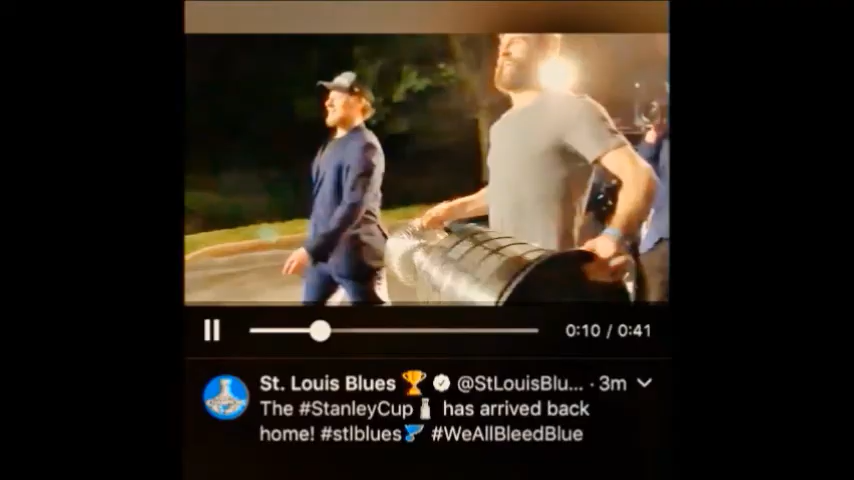 0:10 / 0:41
St. Louis Blues 🏆 @StLouisBlu... · 3m
The #StanleyCup has arrived back
home! #stlblues #WeAllBleedBlue